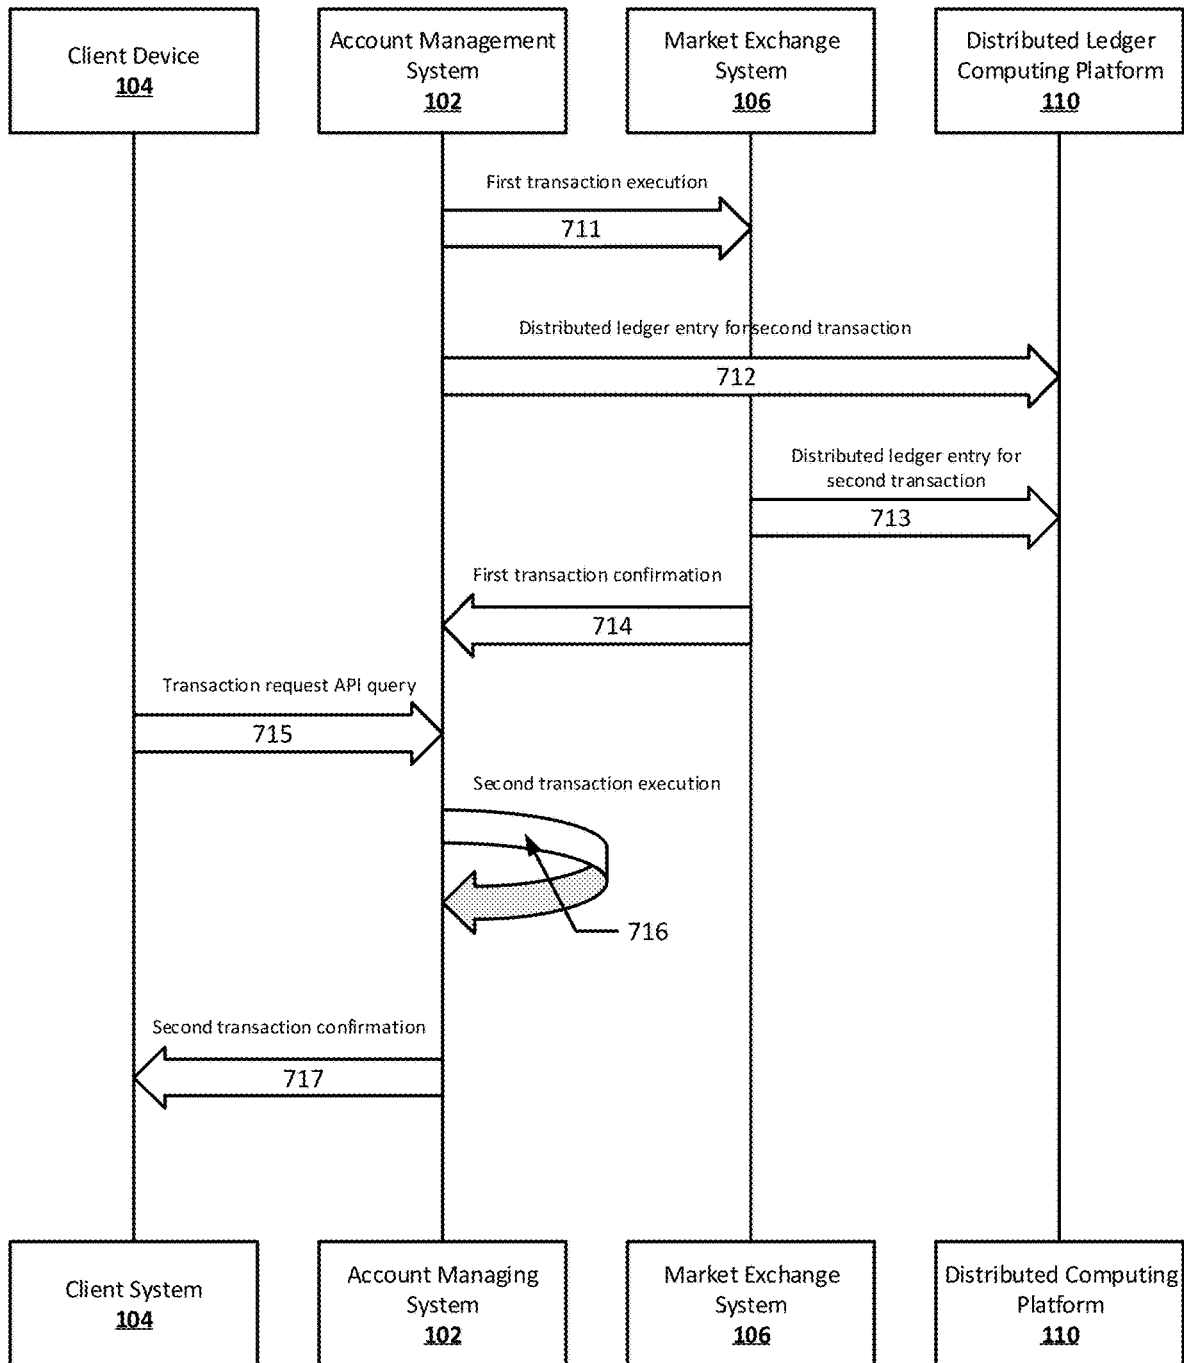 Client Device
104
Account Management
System
102
Market Exchange
System
106
Distributed Ledger
Computing Platform
110
First transaction execution
711
Distributed ledger entry for second transaction
712
Distributed ledger entry for
second transaction
713
First transaction confirmation
714
Transaction request API query
715
Second transaction execution
716
Second transaction confirmation
717
Client System
104
Account Managing
System
102
Market Exchange
System
106
Distributed Computing
Platform
110